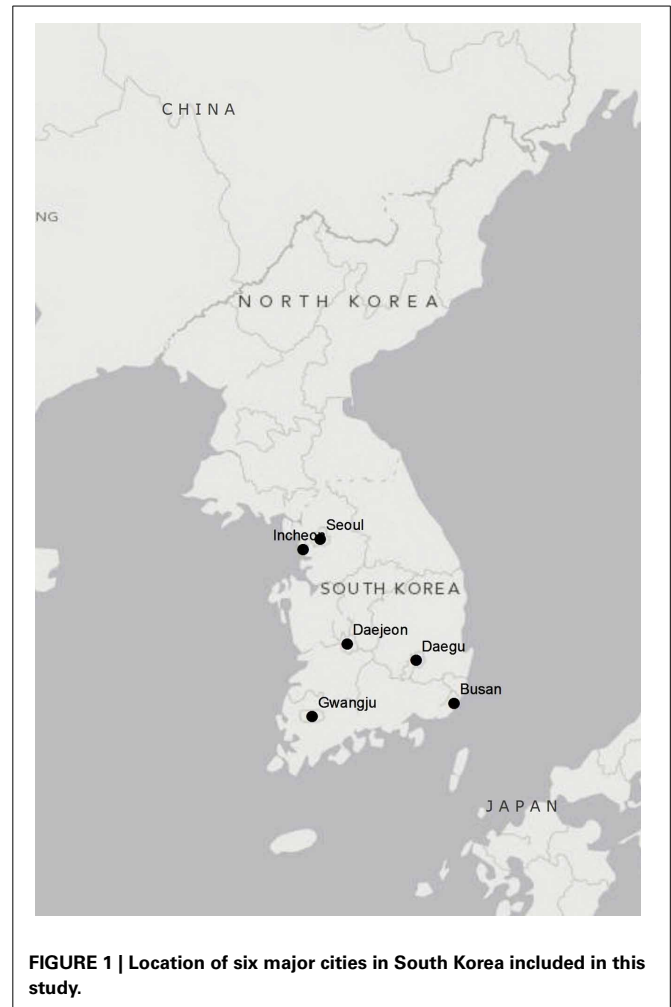 CHINA
NG
NORTH KOREA
Seoul
Incheon
SOUTH KOREA
Daejeon
Daegu
Busan
Gwangju
JAPAN
FIGURE 1 | Location of six major cities in South Korea included in this
study.